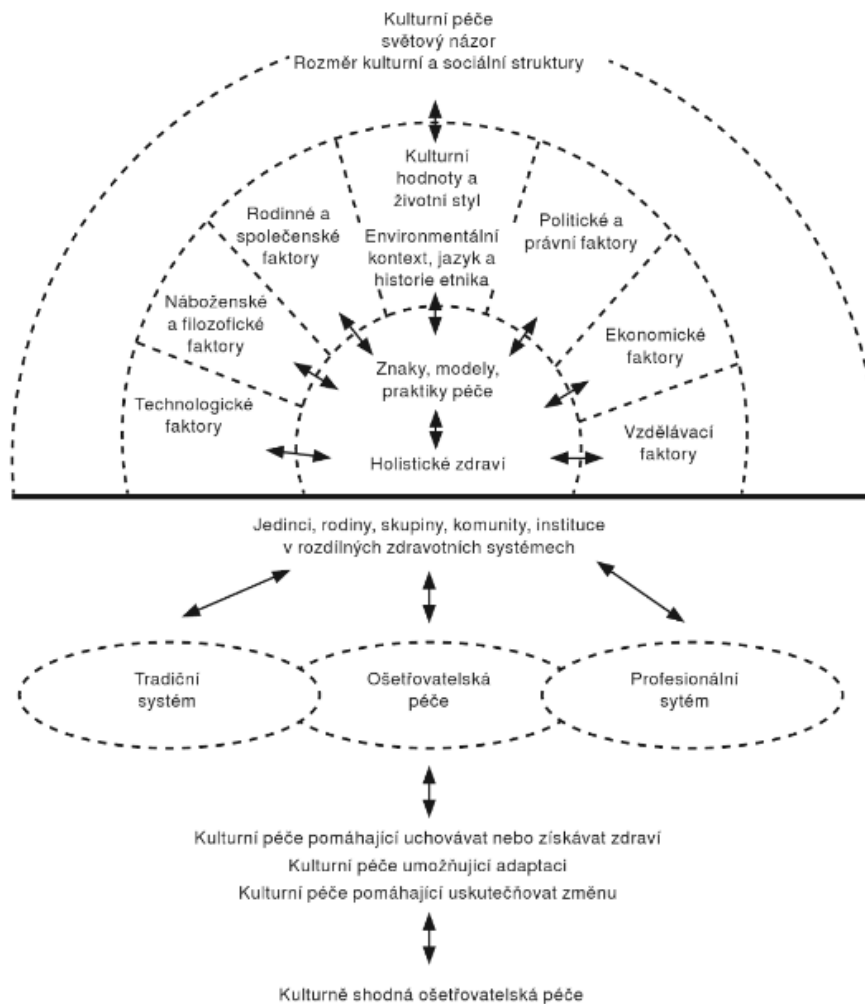 Kulturní péče
světový názor
Rozměr kulturní a sociální struktury
Kulturní
hodnoty a
životní styl
Environmentální
kontext, jazyk a
historie etnika
Rodinné a
společenské
faktory
Politické a
právní faktory
Náboženské
a filozofické
faktory
Ekonomické
faktory
Technologické
faktory
Vzdělávací
faktory
Znaky, modely,
praktiky péče
Holistické zdraví
Jedinci, rodiny, skupiny, komunity, instituce
v rozdílných zdravotních systémech
Tradiční
systém
Ošetřovatelská
péče
Profesionální
sytém
Kulturní péče pomáhající uchovávat nebo získávat zdraví
Kulturní péče umožňující adaptaci
Kulturní péče pomáhající uskutečňovat změnu
Kulturně shodná ošetřovatelská péče